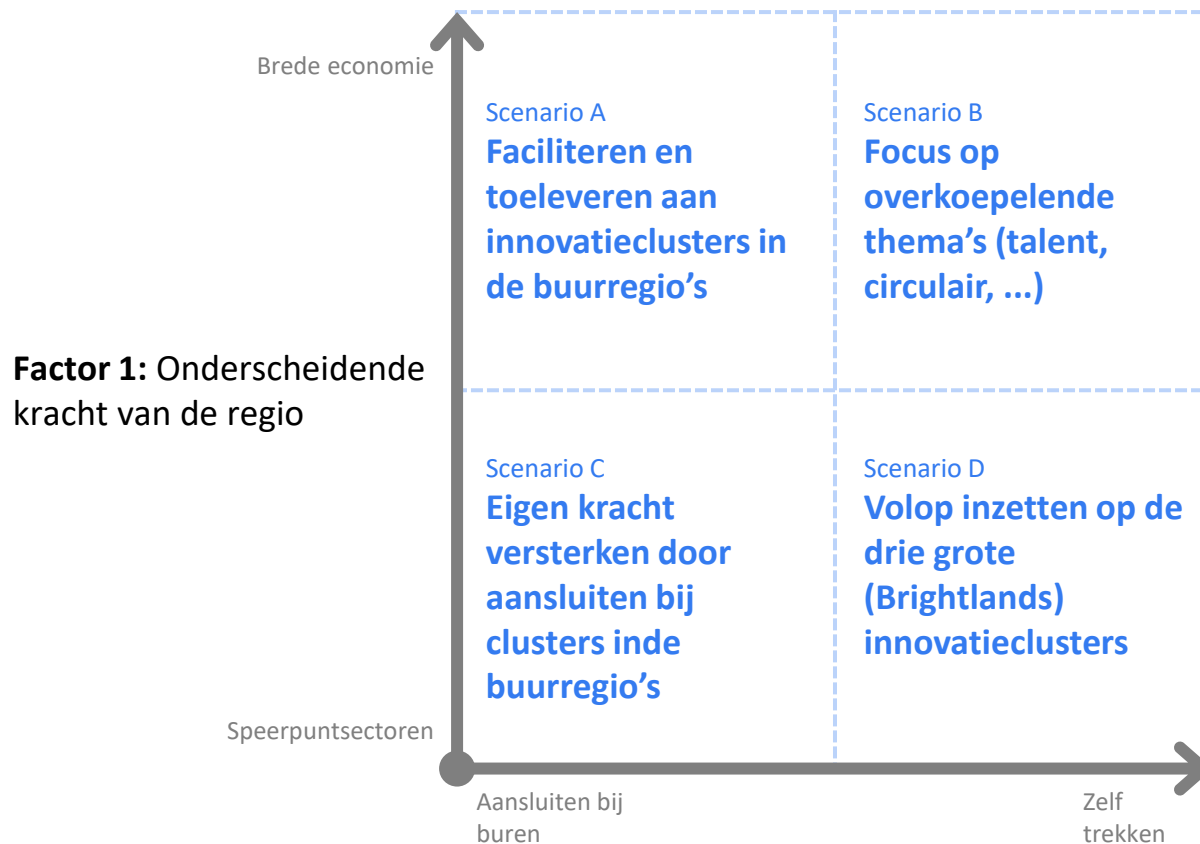 Brede economie
Scenario A
Faciliteren en
toeleveren aan
innovatieclusters in
de buurregio’s
Scenario B
Focus op
overkoepelende
thema’s (talent,
circulair, ...)
Factor 1: Onderscheidende
kracht van de regio
Scenario C
Eigen kracht
versterken door
aansluiten bij
clusters inde
buurregio’s
Scenario D
Volop inzetten op de
drie grote
(Brightlands)
innovatieclusters
Speerpuntsectoren
Aansluiten bij
buren
Zelf
trekken